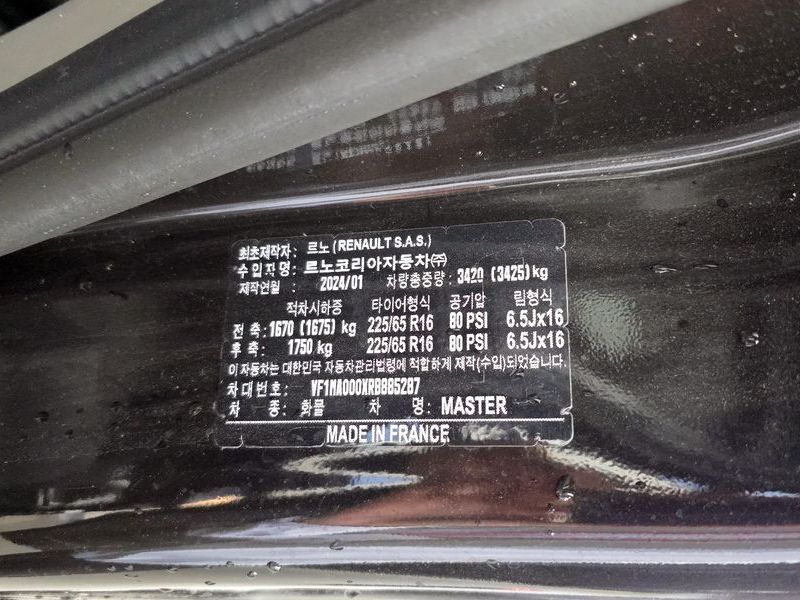 최초제작자: 르노 (RENAULT S.A.S.)
수 입 자 명: 르노코리아자동차㈜
제작연월 : 2024/01 차량총중량 : 3420 (3425) kg
적차시하중 타이어형식 공기압 림형식
전 축: 1670 (1675) kg 225/65 R16 80 PSI 6.5Jx16
후 축: 1750 kg 225/65 R16 80 PSI 6.5Jx16
이 자동차는 대한민국 자동차관리법령에 적합하게 제작(수입)되었습니다.
차 대 번 호 : VF1MA000XRB885287
차 종: 화물 차 명: MASTER
MADE IN FRANCE